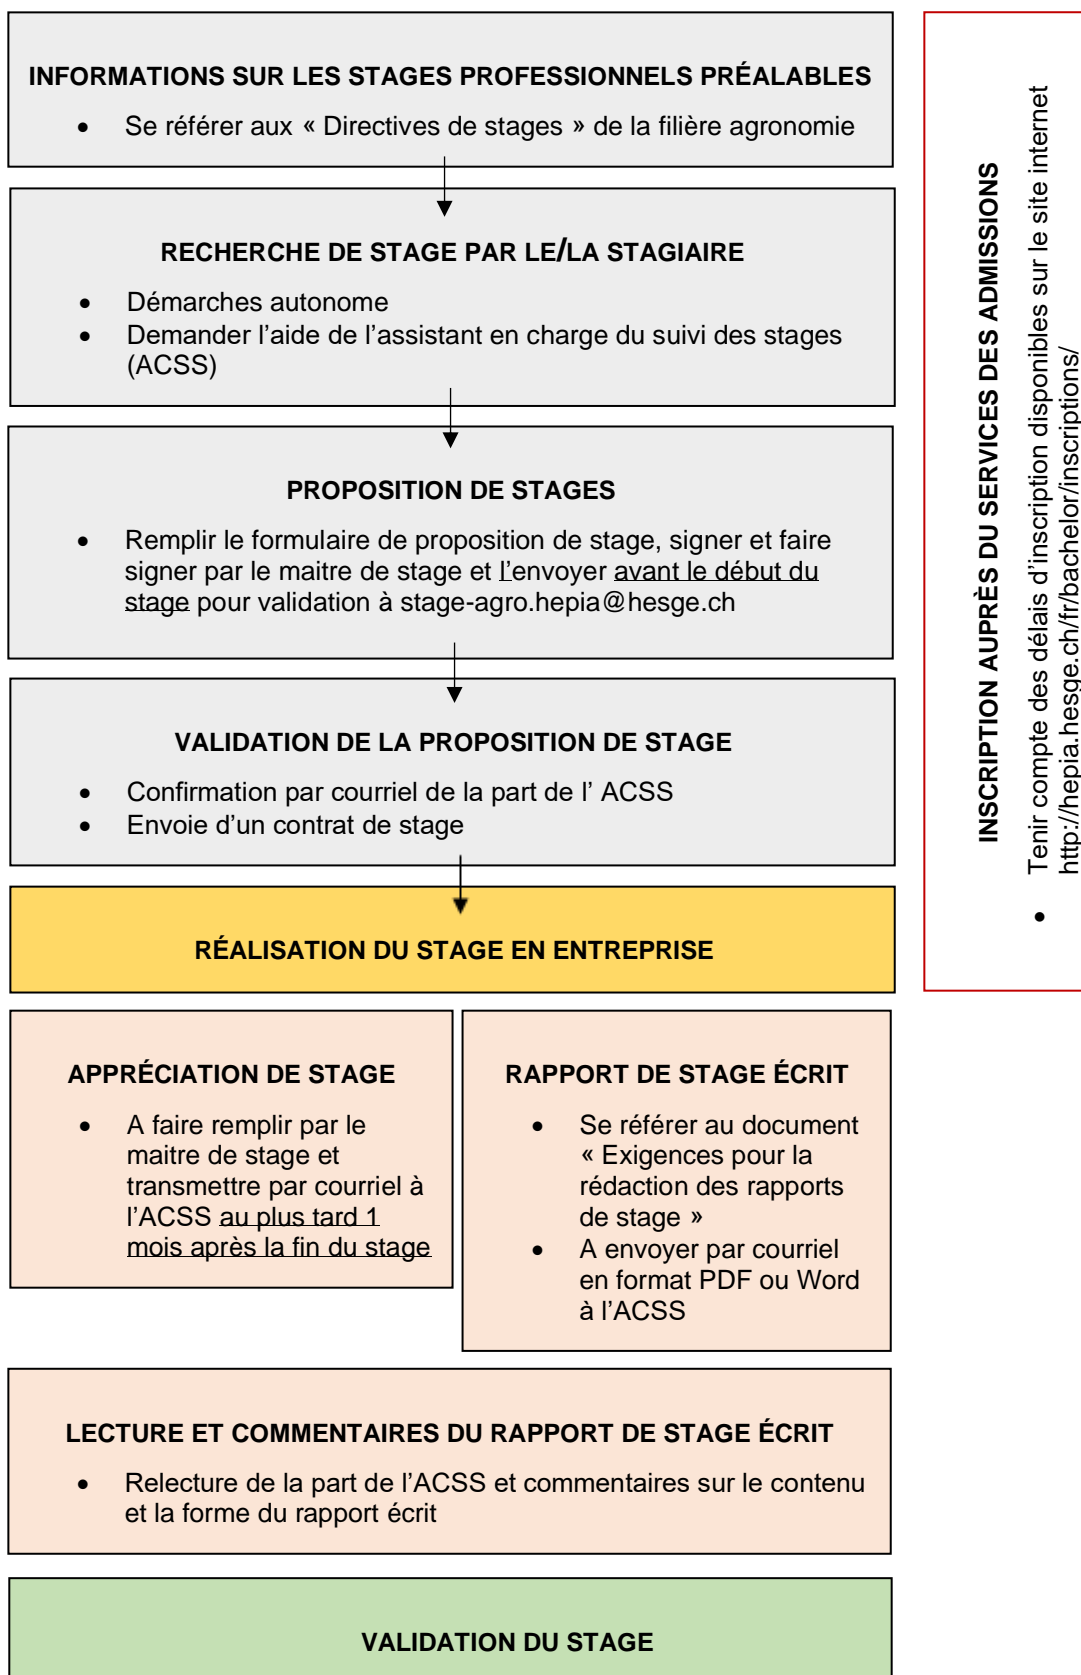 INFORMATIONS SUR LES STAGES PROFESSIONNELS PRÉALABLES
• Se référer aux « Directives de stages » de la filière agronomie
RECHERCHE DE STAGE PAR LE/LA STAGIAIRE
• Démarches autonome
• Demander l’aide de l’assistant en charge du suivi des stages
(ACSS)
PROPOSITION DE STAGES
• Remplir le formulaire de proposition de stage, signer et faire
signer par le maitre de stage et l’envoyer avant le début du
stage pour validation à stage-agro.hepia@hesge.ch
VALIDATION DE LA PROPOSITION DE STAGE
• Confirmation par courriel de la part de l’ ACSS
• Envoie d’un contrat de stage
RÉALISATION DU STAGE EN ENTREPRISE
APPRÉCIATION DE STAGE
• A faire remplir par le
maitre de stage et
transmettre par courriel à
l’ACSS au plus tard 1
mois après la fin du stage
RAPPORT DE STAGE ÉCRIT
• Se référer au document
« Exigences pour la
rédaction des rapports
de stage »
• A envoyer par courriel
en format PDF ou Word
à l’ACSS
LECTURE ET COMMENTAIRES DU RAPPORT DE STAGE ÉCRIT
• Relecture de la part de l’ACSS et commentaires sur le contenu
et la forme du rapport écrit
VALIDATION DU STAGE
INSCRIPTION AUPRÈS DU SERVICES DES ADMISSIONS
• Tenir compte des délais d’inscription disponibles sur le site internet
http://hepia.hesge.ch/fr/bachelor/inscriptions/